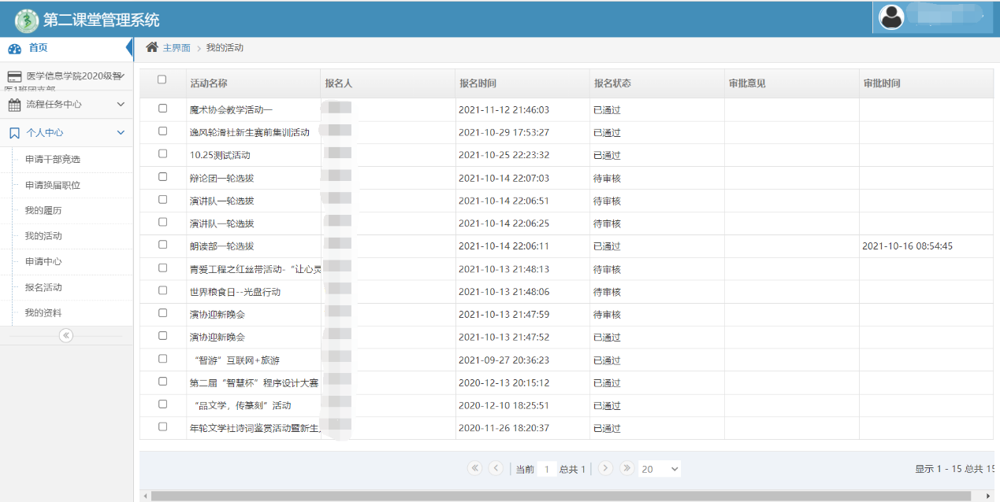 第二课堂管理系统
首页
主界面 > 我的活动
医学信息学院2020级智
医1班团支部
流程任务中心
个人中心
申请干部竞选
申请换届职位
我的履历
我的活动
申请中心
报名活动
我的资料
活动名称 报名人 报名时间 报名状态 审批意见 审批时间
魔术协会教学活动一 2021-11-12 21:46:03 已通过
逸风轮滑社新生赛前集训活动 2021-10-29 17:53:27 已通过
10.25测试活动 2021-10-25 22:23:32 已通过
辩论团一轮选拔 2021-10-14 22:07:03 待审核
演讲队一轮选拔 2021-10-14 22:06:51 待审核
演讲队一轮选拔 2021-10-14 22:06:25 待审核
朗读部一轮选拔 2021-10-14 22:06:11 已通过 2021-10-16 08:54:45
青爱工程之红丝带活动-“让心灵 2021-10-13 21:48:13 待审核
世界粮食日--光盘行动 2021-10-13 21:48:06 待审核
演协迎新晚会 2021-10-13 21:47:59 待审核
演协迎新晚会 2021-10-13 21:47:52 已通过
“智游”互联网+旅游 2021-09-27 20:36:23 已通过
第二届“智慧杯”程序设计大赛 2020-12-13 20:15:12 已通过
“品文学，传篆刻”活动 2020-12-10 18:25:51 已通过
年轮文学社诗词鉴赏活动暨新生 2020-11-26 18:20:37 已通过
当前 1 总共 1 20 显示 1 - 15 总共 15